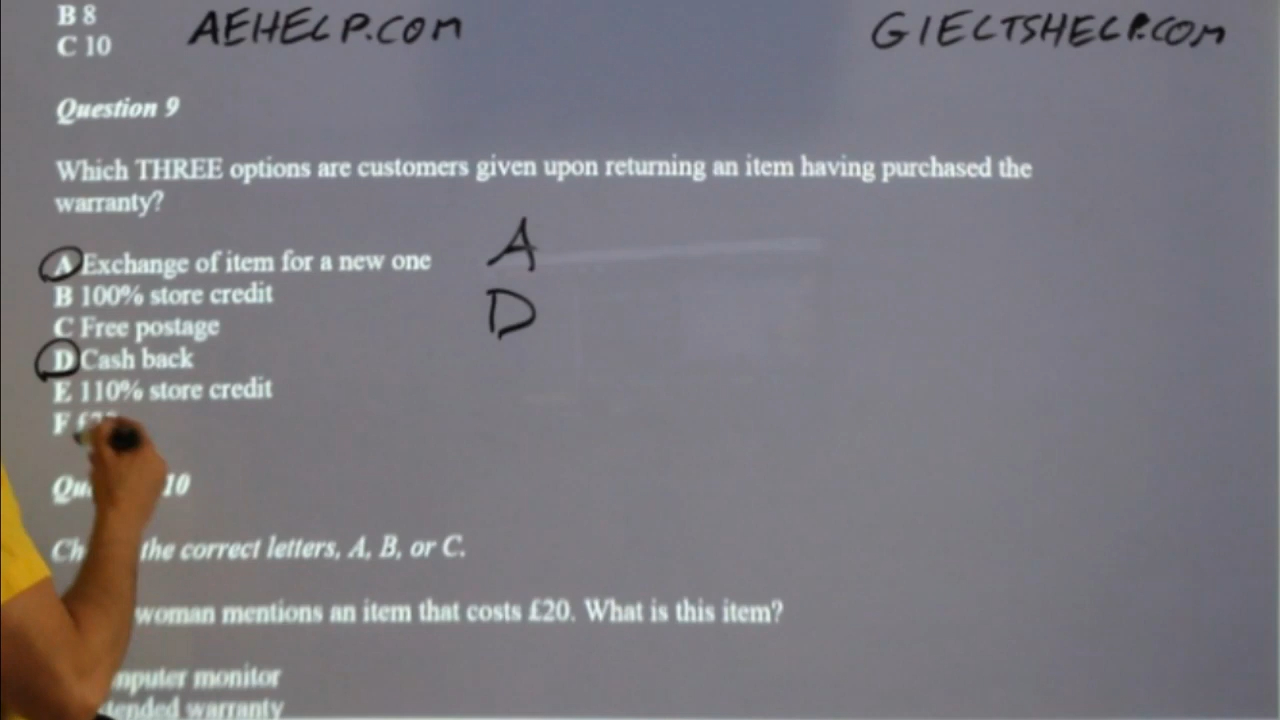 B 8
AEHELP.COM
GIELTSHELP.COM
C 10
Question 9
Which THREE options are customers given upon returning an item having purchased the
warranty?
A Exchange of item for a new one
A
B 100% store credit
D
C Free postage
D Cash back
E 110% store credit
F
10
the correct letters, A, B, or C.
woman mentions an item that costs £20. What is this item?
monitor
warranty